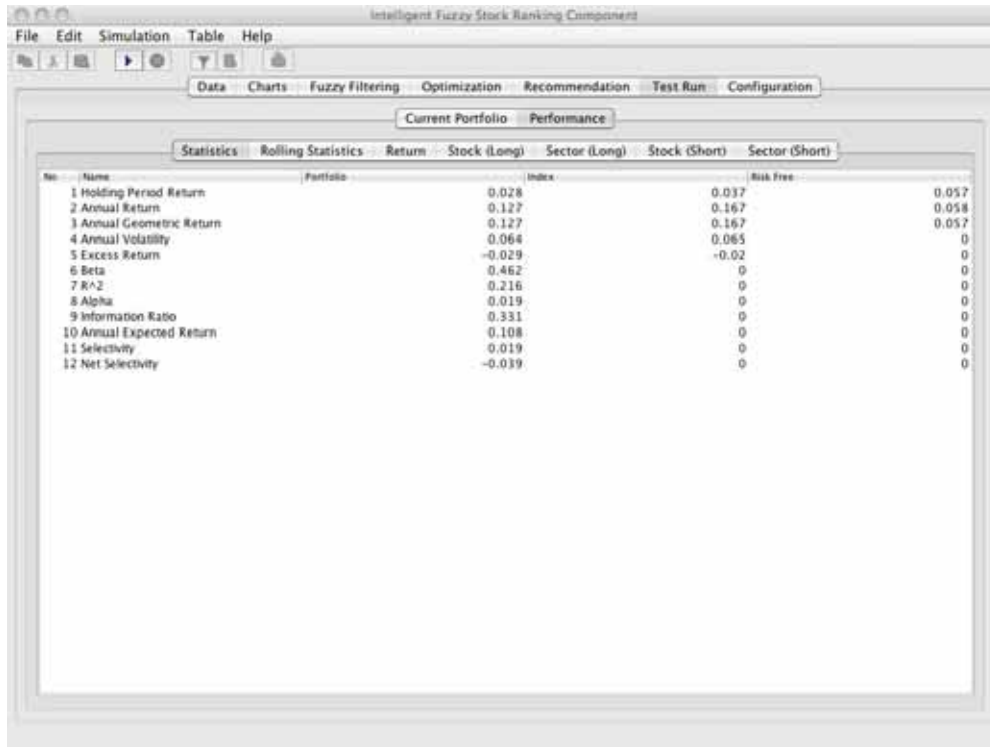 Intelligent Fuzzy Stock Ranking Component
File Edit Simulation Table Help
Data Charts Fuzzy Filtering Optimization Recommendation Test Run Configuration
Current Portfolio Performance
Statistics Rolling Statistics Return Stock (Long) Sector (Long) Stock (Short) Sector (Short)
No Name Portfolio Index Risk Free
1 Holding Period Return 0.028 0.037 0.057
2 Annual Return 0.127 0.167 0.058
3 Annual Geometric Return 0.127 0.167 0.057
4 Annual Volatility 0.064 0.065 0
5 Excess Return -0.029 -0.02 0
6 Beta 0.462 0 0
7 R^2 0.216 0 0
8 Alpha 0.019 0 0
9 Information Ratio 0.331 0 0
10 Annual Expected Return 0.108 0 0
11 Selectivity 0.019 0 0
12 Net Selectivity -0.039 0 0